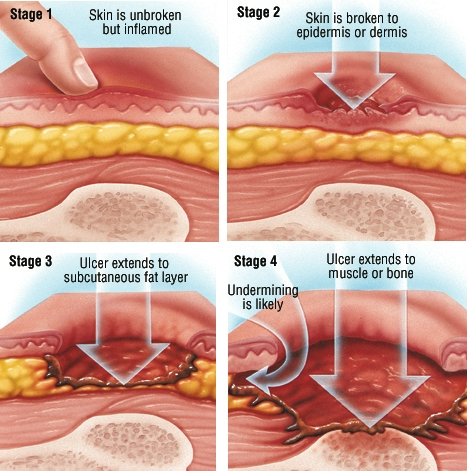 Stage 1
Skin is unbroken
but inflamed
Stage 2
Skin is broken to
epidermis or dermis
Stage 3
Ulcer extends to
subcutaneous fat layer
Stage 4
Ulcer extends to
muscle or bone
Undermining
is likely